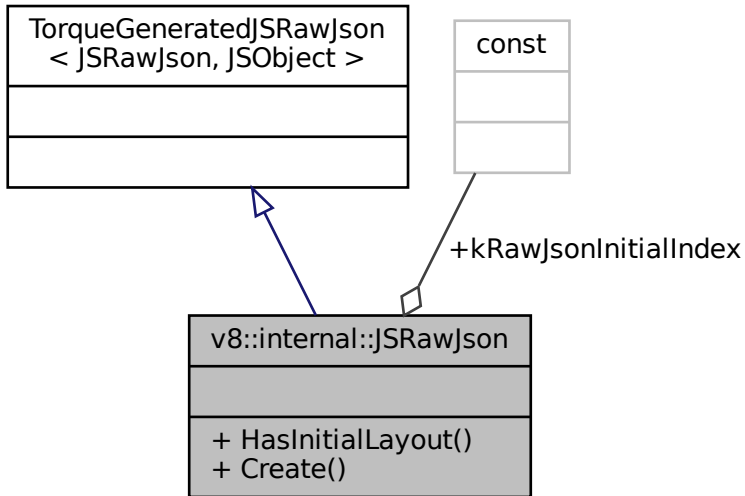 TorqueGeneratedJSRawJson
< JSRawJson, JSObject >
const
+kRawJsonInitialIndex
v8::internal::JSRawJson
+ HasInitialLayout()
+ Create()